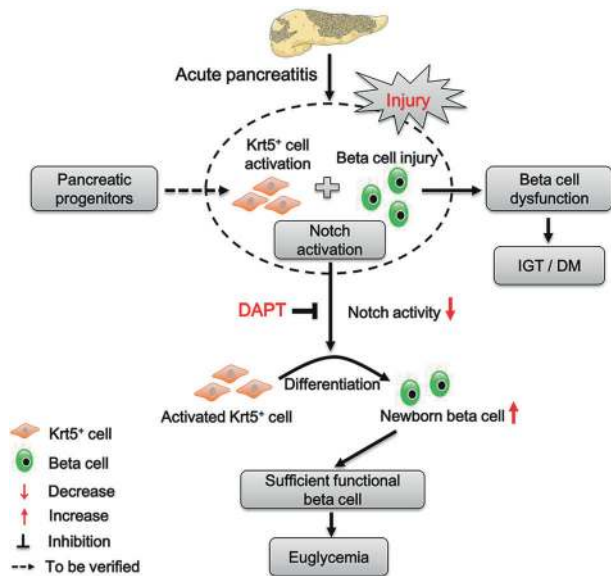 Acute pancreatitis
Injury
Krt5⁺ cell
activation
Beta cell injury
Pancreatic
progenitors
Beta cell
dysfunction
Notch
activation
IGT / DM
DAPT
Notch activity
Differentiation
Activated Krt5⁺ cell
Newborn beta cell
Krt5⁺ cell
Beta cell
Decrease
Increase
Inhibition
To be verified
Sufficient functional
beta cell
Euglycemia